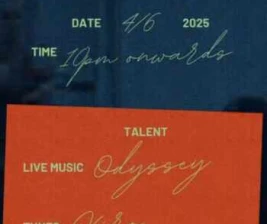 DATE 4/6 2025
TIME 10pm onwards
TALENT
LIVE MUSIC Odyssey